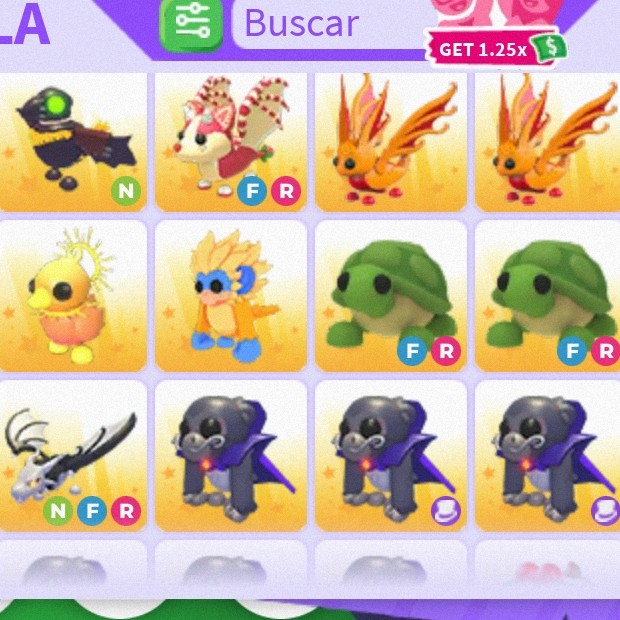 LA
Buscar
GET 1.25x $
N
F R
F R
F R
N F R